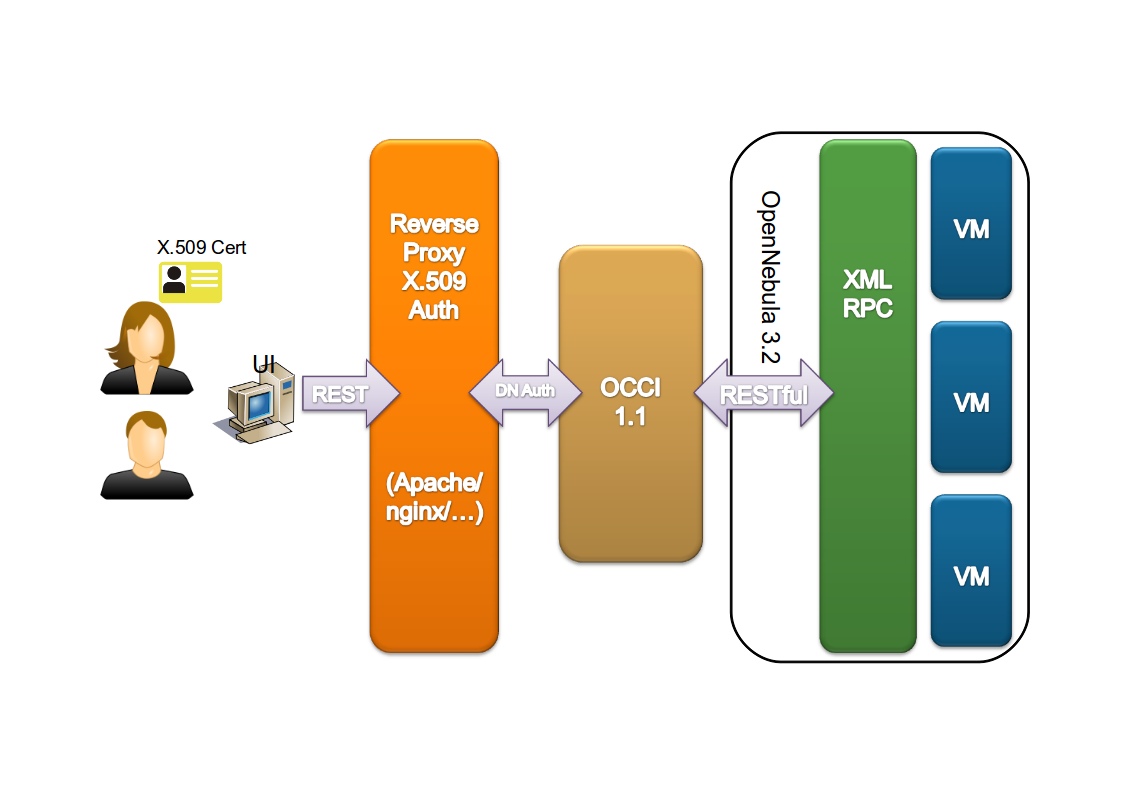 X.509 Cert
UI
REST
Reverse
Proxy
X.509
Auth
(Apache/
nginx/…)
DN Auth
OCCI
1.1
RESTful
OpenNebula 3.2
XML
RPC
VM
VM
VM